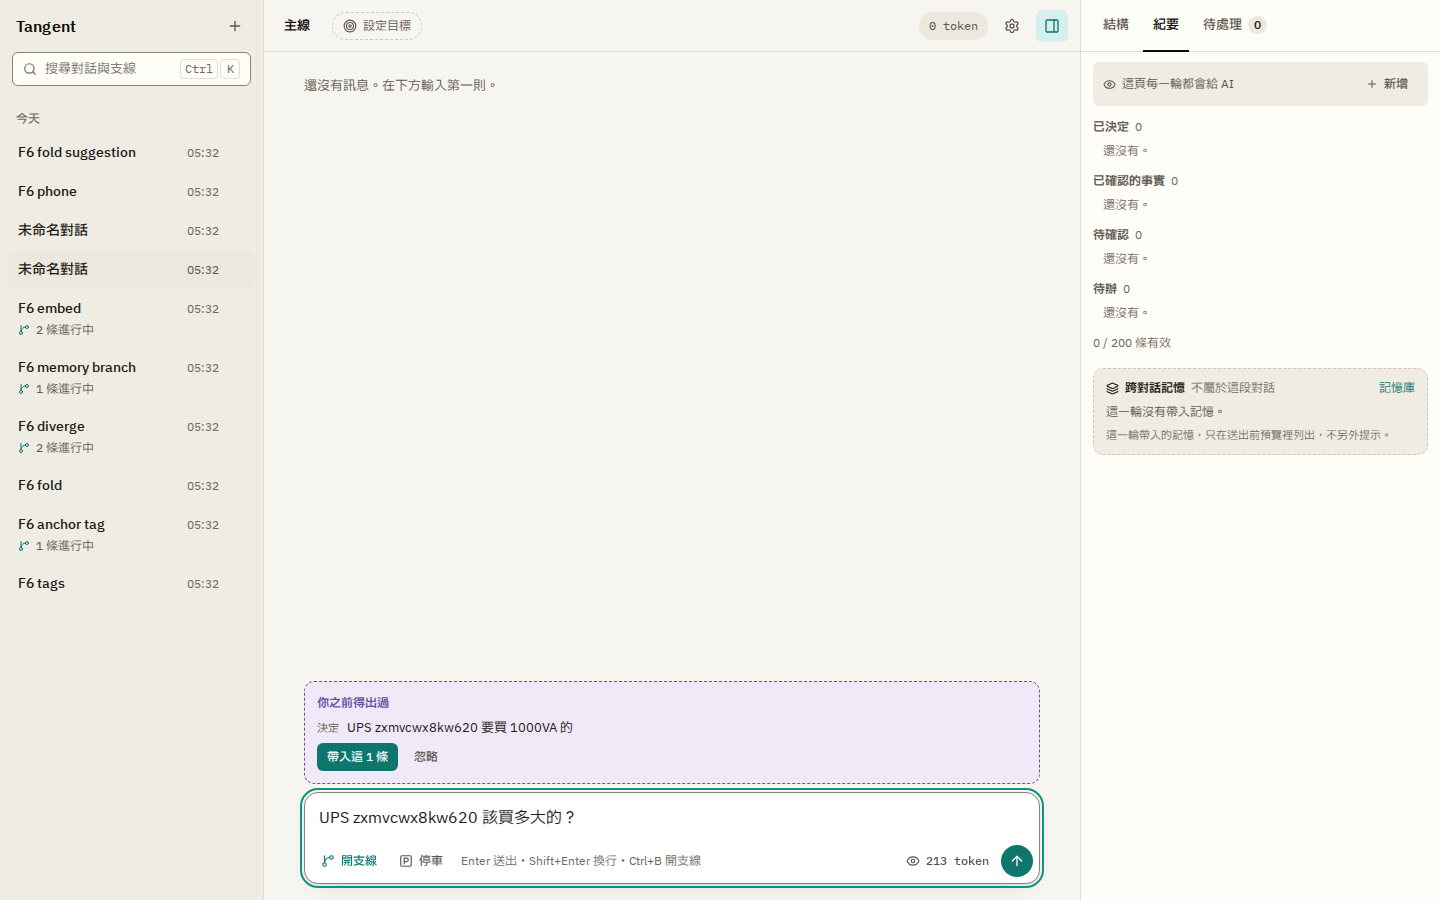 Tangent
搜尋對話與支線 Ctrl K
今天
F6 fold suggestion 05:32
F6 phone 05:32
未命名對話 05:32
未命名對話 05:32
F6 embed 05:32
2 條進行中
F6 memory branch 05:32
1 條進行中
F6 diverge 05:32
2 條進行中
F6 fold 05:32
F6 anchor tag 05:32
1 條進行中
F6 tags 05:32
主線 設定目標 0 token
還沒有訊息。在下方輸入第一則。
你之前得出過
決定 UPS zxmvcwx8kw620 要買 1000VA 的
帶入這 1 條 忽略
UPS zxmvcwx8kw620 該買多大的？
開支線 停車 Enter 送出・Shift+Enter 換行・Ctrl+B 開支線 213 token
結構 紀要 待處理 0
這頁每一輪都會給 AI 新增
已決定 0
還沒有。
已確認的事實 0
還沒有。
待確認 0
還沒有。
待辦 0
還沒有。
0 / 200 條有效
跨對話記憶 不屬於這段對話 記憶庫
這一輪沒有帶入記憶。
這一輪帶入的記憶，只在送出前預覽裡列出，不另外提示。